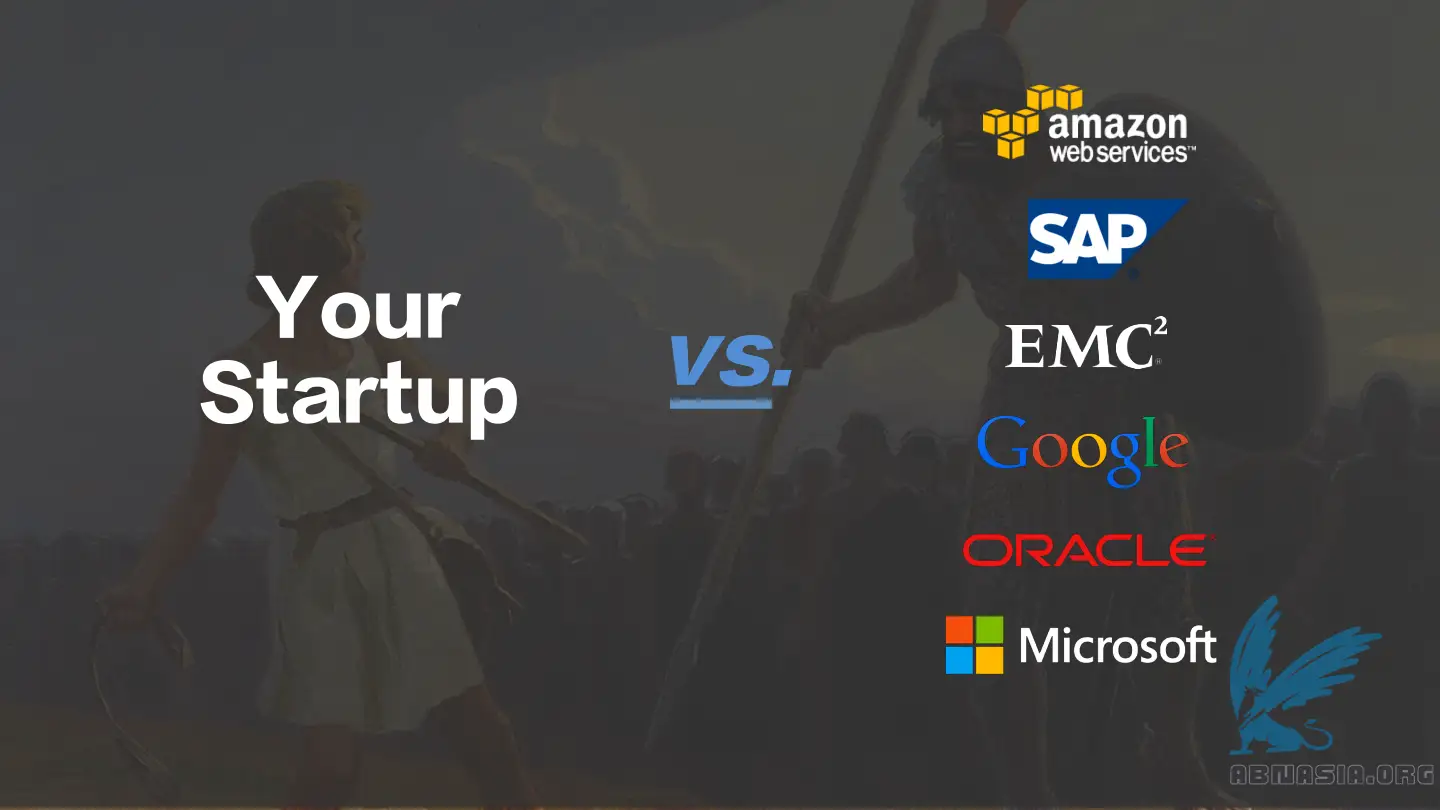 Your
Startup
vs.
amazon
web services™
SAP
EMC²
®
Google
ORACLE
Microsoft
ABNASIA.ORG